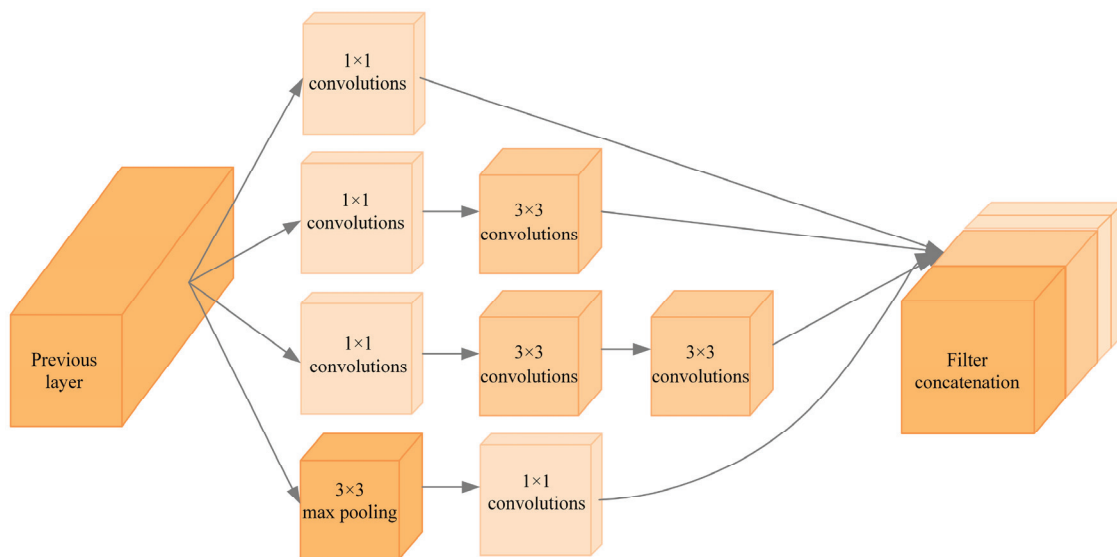 1×1
convolutions
1×1
convolutions
3×3
convolutions
Previous
layer
1×1
convolutions
3×3
convolutions
3×3
convolutions
Filter
concatenation
3×3
max pooling
1×1
convolutions